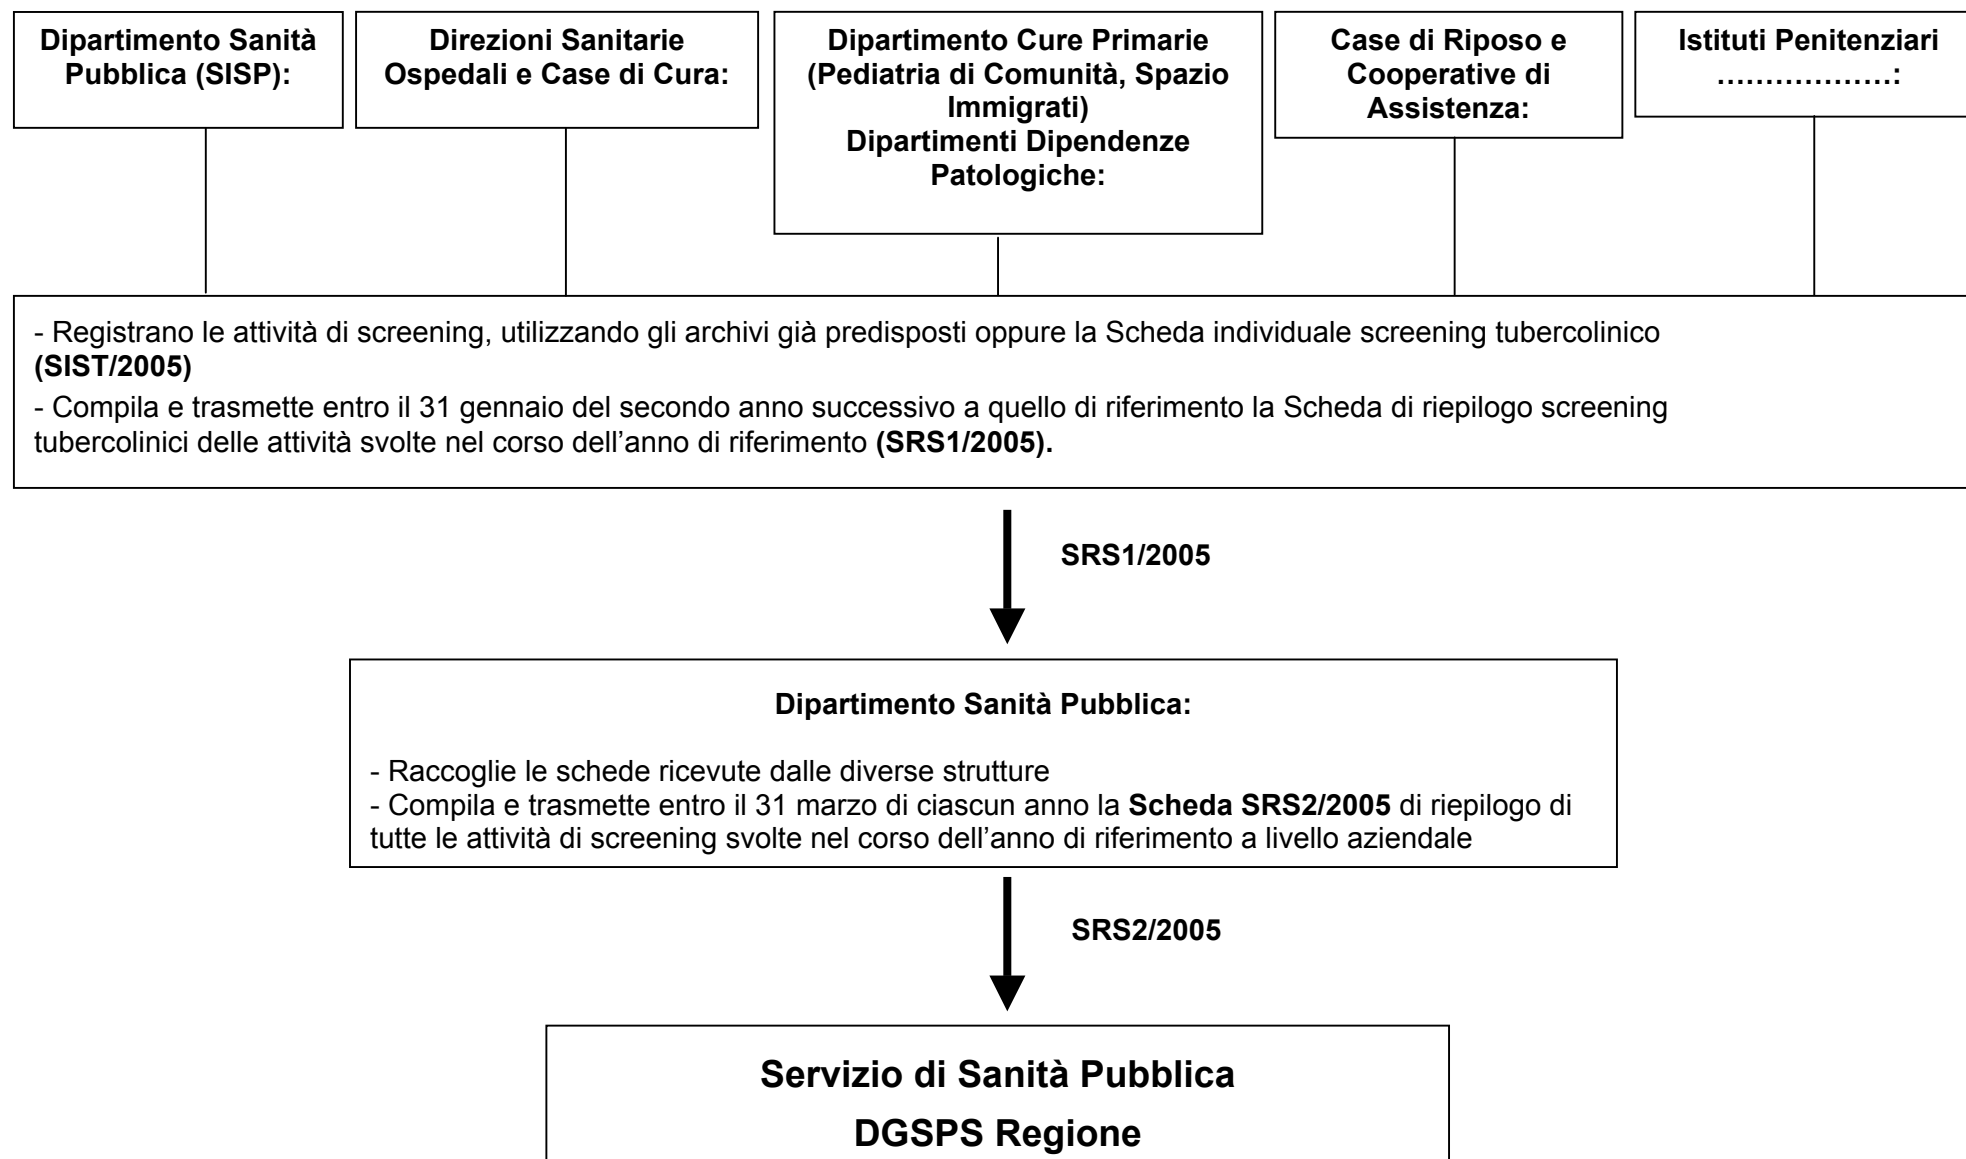 Dipartimento Sanità
Pubblica (SISP):
Direzioni Sanitarie
Ospedali e Case di Cura:
Dipartimento Cure Primarie
(Pediatria di Comunità, Spazio
Immigrati)
Dipartimenti Dipendenze
Patologiche:
Case di Riposo e
Cooperative di
Assistenza:
Istituti Penitenziari
………………:
- Registrano le attività di screening, utilizzando gli archivi già predisposti oppure la Scheda individuale screening tubercolinico
(SIST/2005)
- Compila e trasmette entro il 31 gennaio del secondo anno successivo a quello di riferimento la Scheda di riepilogo screening
tubercolinici delle attività svolte nel corso dell’anno di riferimento (SRS1/2005).
SRS1/2005
Dipartimento Sanità Pubblica:
- Raccoglie le schede ricevute dalle diverse strutture
- Compila e trasmette entro il 31 marzo di ciascun anno la Scheda SRS2/2005 di riepilogo di
tutte le attività di screening svolte nel corso dell’anno di riferimento a livello aziendale
SRS2/2005
Servizio di Sanità Pubblica
DGSPS Regione